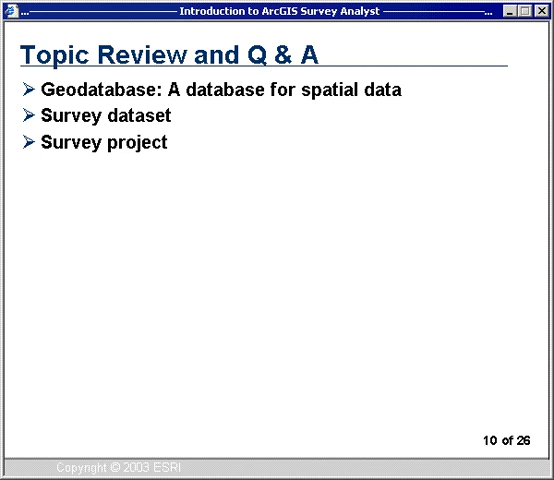 ... Introduction to ArcGIS Survey Analyst ...
Topic Review and Q & A
Geodatabase: A database for spatial data
Survey dataset
Survey project
10 of 26
Copyright © 2003 ESRI